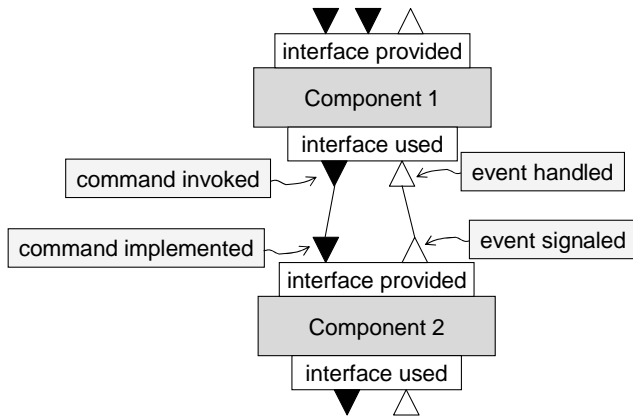 interface provided
Component 1
interface used
command invoked
event handled
command implemented
event signaled
interface provided
Component 2
interface used